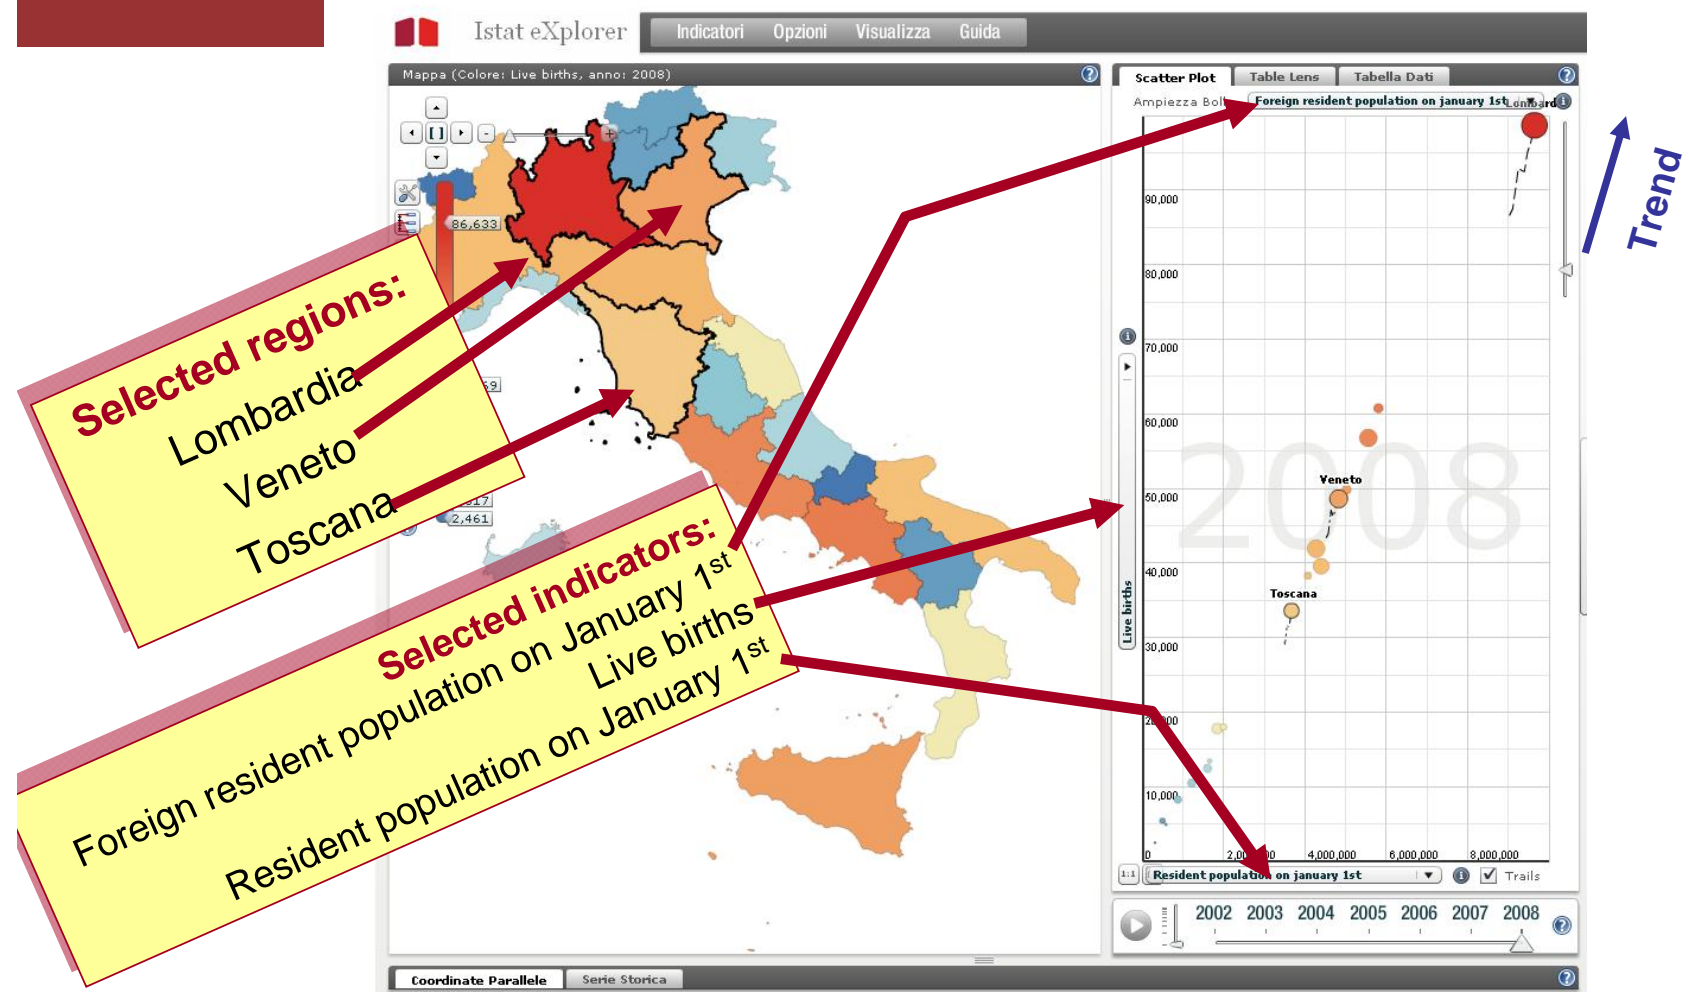 Istat eXplorer
Indicatori Opzioni Visualizza Guida
Mappa (Colore: Live births, anno: 2008)
Scatter Plot Table Lens Tabella Dati
Ampiezza Boll
Foreign resident population on january 1st
Lombard
[ ]
-
+
86,633
2,461
Selected regions:
Lombardia
Veneto
Toscana
Selected indicators:
Foreign resident population on January 1st
Live births
Resident population on January 1st
Trend
2008
90,000
80,000
70,000
60,000
50,000
40,000
30,000
10,000
Veneto
Toscana
Live births
0
4,000,000
6,000,000
8,000,000
1:1
Resident population on january 1st
Trails
2002 2003 2004 2005 2006 2007 2008
Coordinate Parallele Serie Storica